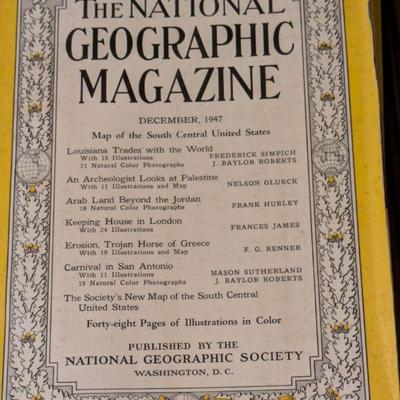 THE NATIONAL
GEOGRAPHIC
MAGAZINE
DECEMBER, 1947
Map of the South Central United States
Louisiana Trades with the World
With 15 Illustrations FREDERICK SIMPICH
21 Natural Color Photographs J. BAYLOR ROBERTS
An Archeologist Looks at Palestine
With 11 Illustrations and Map NELSON GLUECK
Arab Land Beyond the Jordan
18 Natural Color Photographs FRANK HURLEY
Keeping House in London
With 24 Illustrations FRANCES JAMES
Erosion, Trojan Horse of Greece
With 19 Illustrations and Map F. G. RENNER
Carnival in San Antonio
With 11 Illustrations MASON SUTHERLAND
19 Natural Color Photographs J. BAYLOR ROBERTS
The Society's New Map of the South Central
United States
Forty-eight Pages of Illustrations in Color
PUBLISHED BY THE
NATIONAL GEOGRAPHIC SOCIETY
WASHINGTON, D. C.